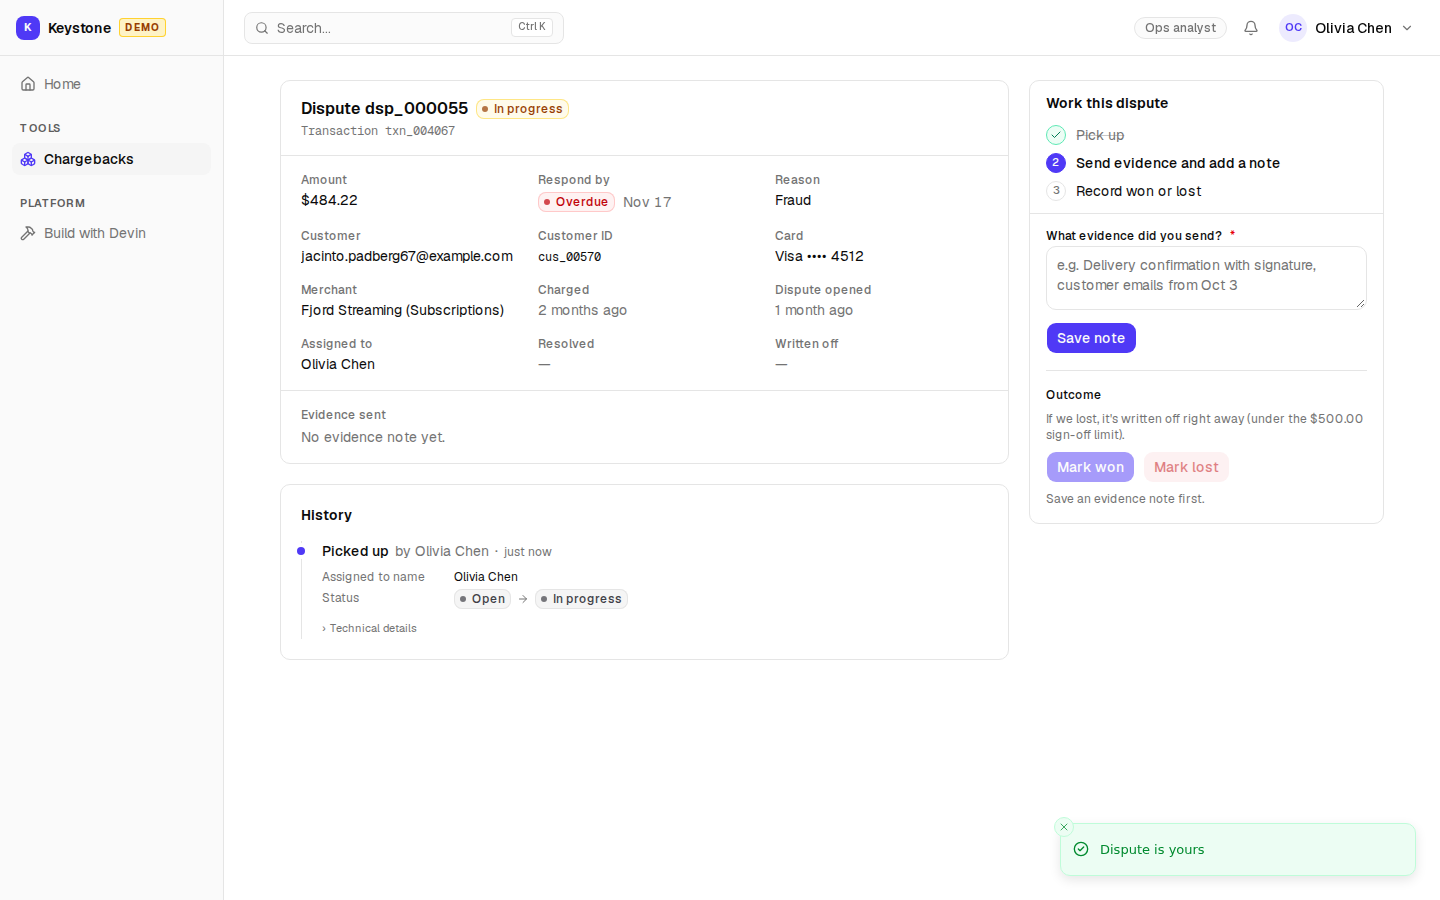 K Keystone DEMO
Search... Ctrl K
Ops analyst
OC Olivia Chen
Home
TOOLS
Chargebacks
PLATFORM
Build with Devin
Dispute dsp_000055 In progress
Transaction txn_004067
Amount Respond by Reason
$484.22 Overdue Nov 17 Fraud
Customer Customer ID Card
jacinto.padberg67@example.com cus_00570 Visa •••• 4512
Merchant Charged Dispute opened
Fjord Streaming (Subscriptions) 2 months ago 1 month ago
Assigned to Resolved Written off
Olivia Chen — —
Evidence sent
No evidence note yet.
History
Picked up by Olivia Chen · just now
Assigned to name Olivia Chen
Status Open → In progress
› Technical details
Work this dispute
Pick up
2 Send evidence and add a note
3 Record won or lost
What evidence did you send? *
e.g. Delivery confirmation with signature,
customer emails from Oct 3
Save note
Outcome
If we lost, it's written off right away (under the $500.00
sign-off limit).
Mark won Mark lost
Save an evidence note first.
Dispute is yours